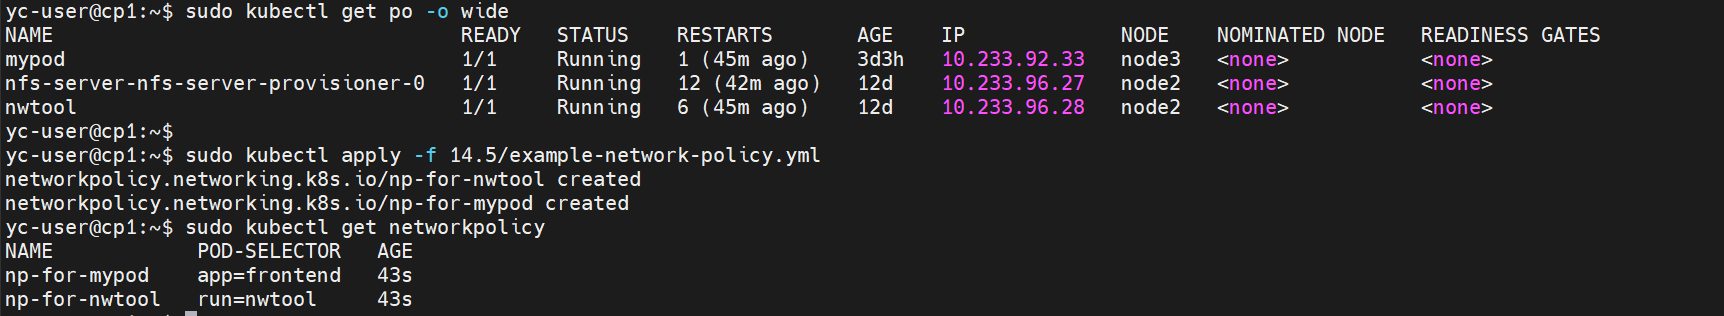 yc-user@cp1:~$ sudo kubectl get po -o wide
NAME                                  READY   STATUS    RESTARTS       AGE    IP             NODE    NOMINATED NODE   READINESS GATES
mypod                                 1/1     Running   1 (45m ago)    3d3h   10.233.92.33   node3   <none>           <none>
nfs-server-nfs-server-provisioner-0   1/1     Running   12 (42m ago)   12d    10.233.96.27   node2   <none>           <none>
nwtool                                1/1     Running   6 (45m ago)    12d    10.233.96.28   node2   <none>           <none>
yc-user@cp1:~$
yc-user@cp1:~$ sudo kubectl apply -f 14.5/example-network-policy.yml
networkpolicy.networking.k8s.io/np-for-nwtool created
networkpolicy.networking.k8s.io/np-for-mypod created
yc-user@cp1:~$ sudo kubectl get networkpolicy
NAME            POD-SELECTOR   AGE
np-for-mypod    app=frontend   43s
np-for-nwtool   run=nwtool     43s